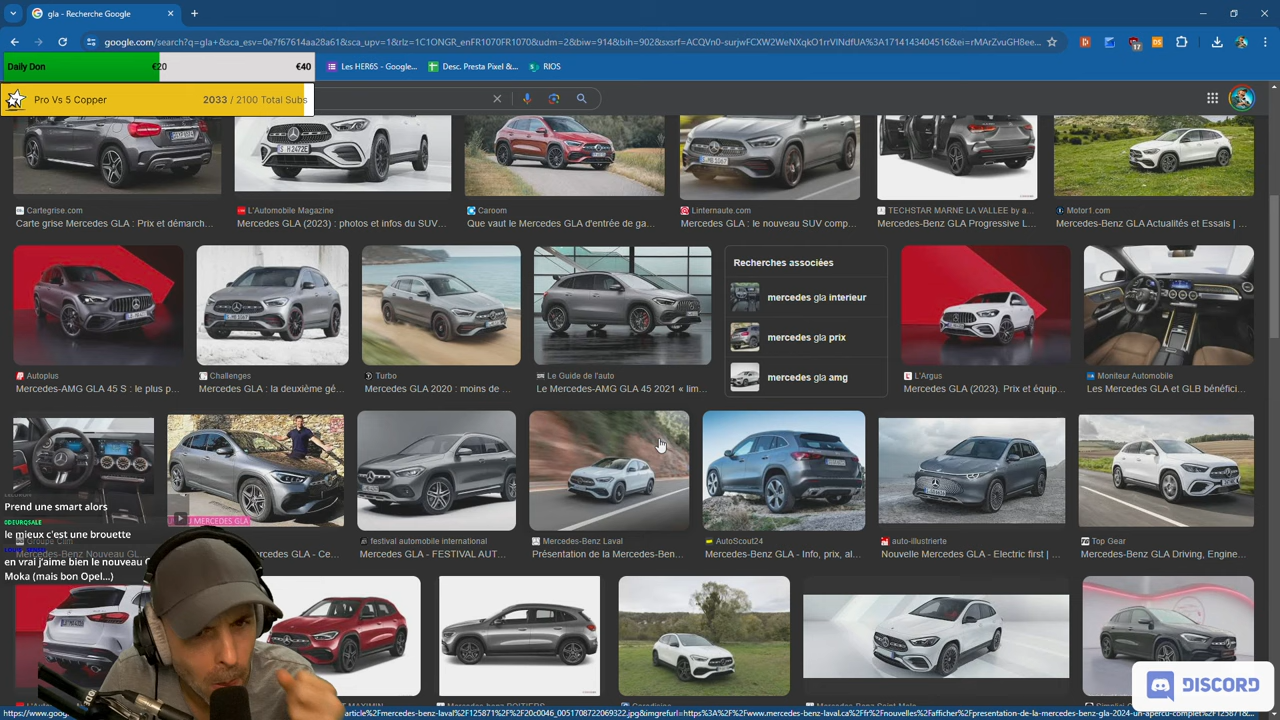 gla - Recherche Google
google.com/search?q=gla+&sca_esv=0e7f67614aa28a61&sca_upv=1&rlz=1C1ONGR_enFR1070FR1070&udm=2&biw=914&bih=902&sxsrf=ACQVn0-surjwFCXW2WeNXqkO1rrVlNdfUA%3A1714143404516&ei=rMArZvuGH8ee...
Daily Don €20 €40
Les HER6S - Google...
Desc. Presta Pixel &...
RIOS
Pro Vs 5 Copper 2033 / 2100 Total Subs
Cartegrise.com
Carte grise Mercedes GLA : Prix et démarch...
L'Automobile Magazine
Mercedes GLA (2023) : photos et infos du SUV...
Caroom
Que vaut le Mercedes GLA d'entrée de ga...
Linternaute.com
Mercedes GLA : le nouveau SUV comp...
TECHSTAR MARNE LA VALLEE by a...
Mercedes-Benz GLA Progressive L...
Motor1.com
Mercedes-Benz GLA Actualités et Essais | ...
Recherches associées
mercedes gla interieur
mercedes gla prix
mercedes gla amg
Autoplus
Mercedes-AMG GLA 45 S : le plus p...
Challenges
Mercedes GLA : la deuxième gé...
Turbo
Mercedes GLA 2020 : moins de ...
Le Guide de l'auto
Le Mercedes-AMG GLA 45 2021 « lim...
L'Argus
Mercedes GLA (2023). Prix et équip...
Moniteur Automobile
Les Mercedes GLA et GLB bénéfici...
Prend une smart alors
le mieux c'est une brouette
en vrai j'aime bien le nouveau
Moka (mais bon Opel...)
MERCEDES GLA
Mercedes-Benz Nouveau GL...
Mercedes GLA - Ce...
festival automobile international
Mercedes GLA - FESTIVAL AUT...
Mercedes-Benz Laval
Présentation de la Mercedes-Ben...
AutoScout24
Mercedes-Benz GLA - Info, prix, al...
auto-illustrierte
Nouvelle Mercedes GLA - Electric first | ...
Top Gear
Mercedes-Benz GLA Driving, Engine...
DISCORD